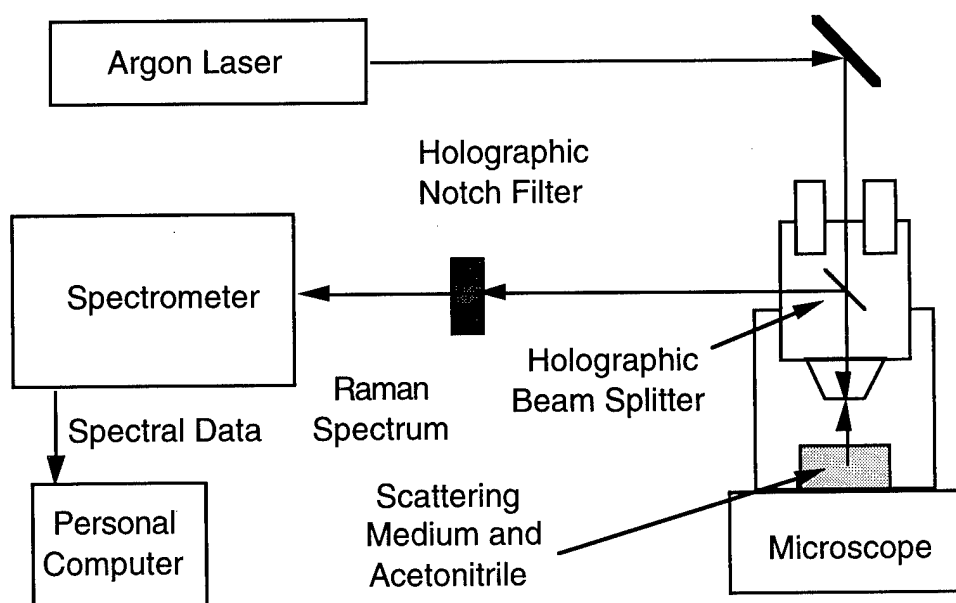 Argon Laser
Holographic
Notch Filter
Spectrometer
Holographic
Beam Splitter
Raman
Spectrum
Spectral Data
Scattering
Medium and
Acetonitrile
Personal
Computer
Microscope